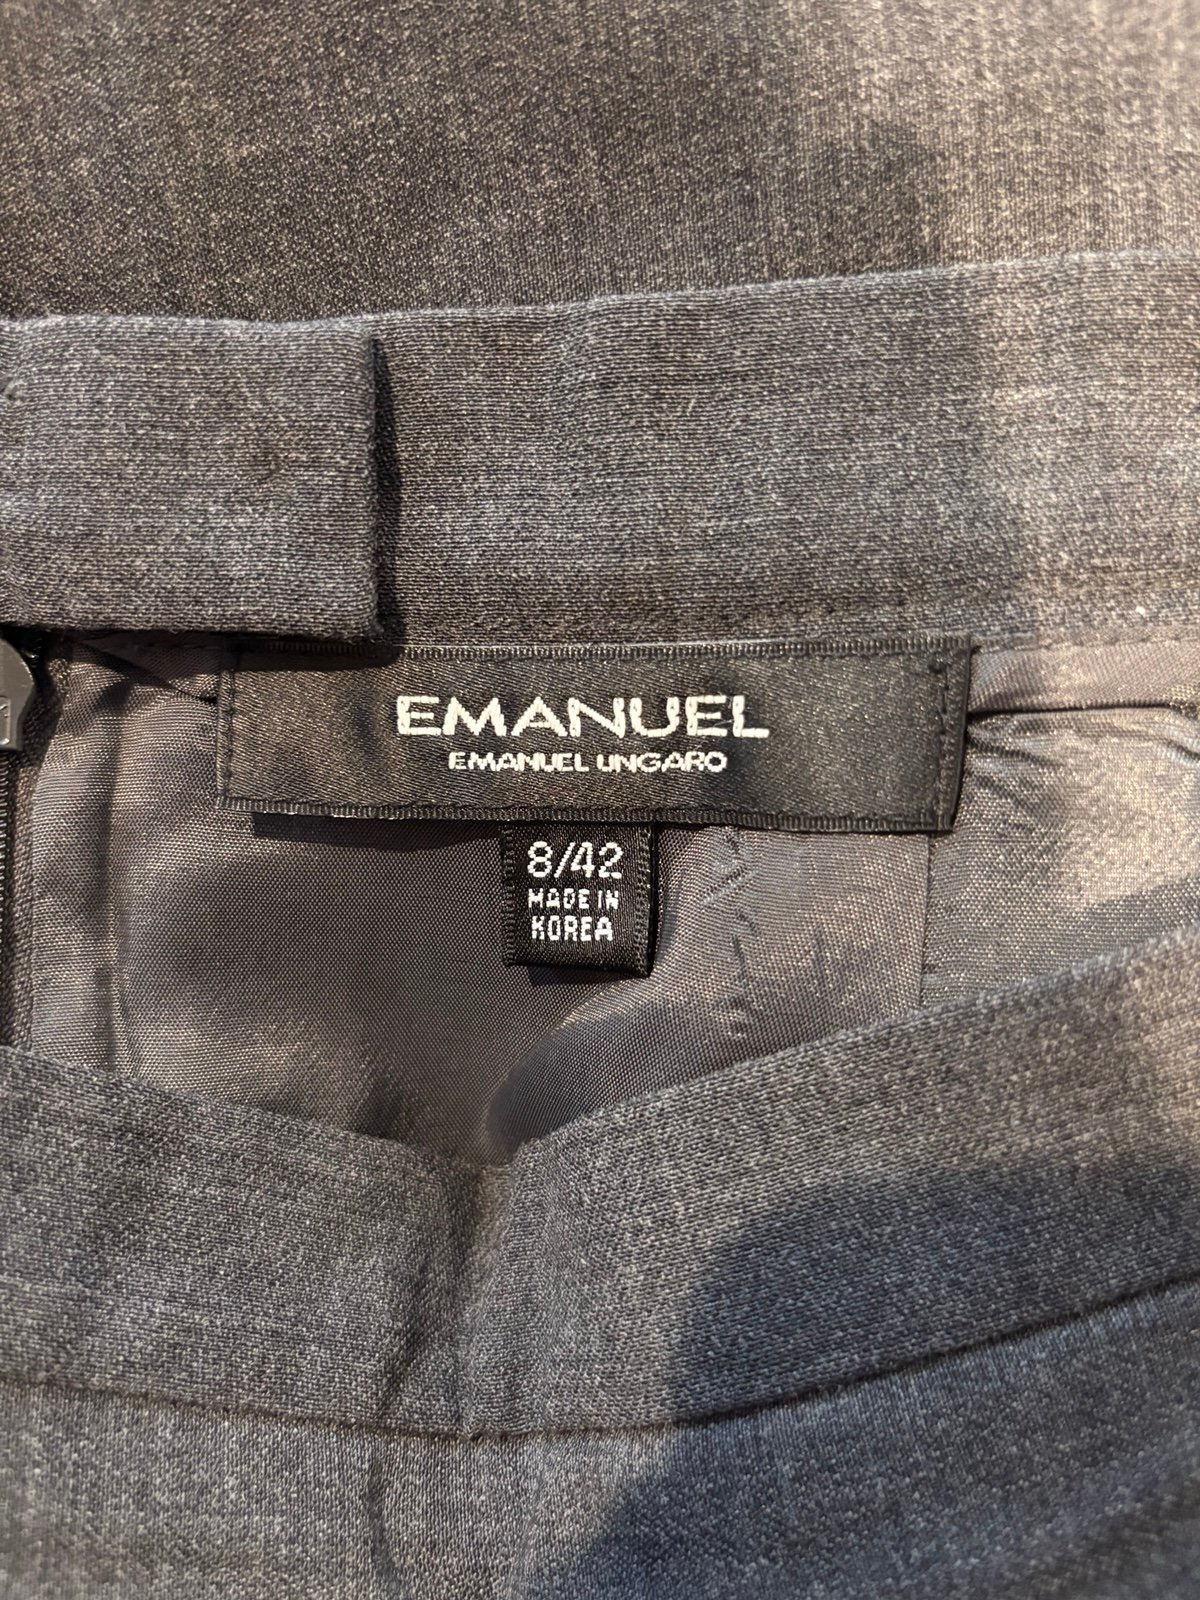 EMANUEL
EMANUEL UNGARO
8/42
MADE IN
KOREA